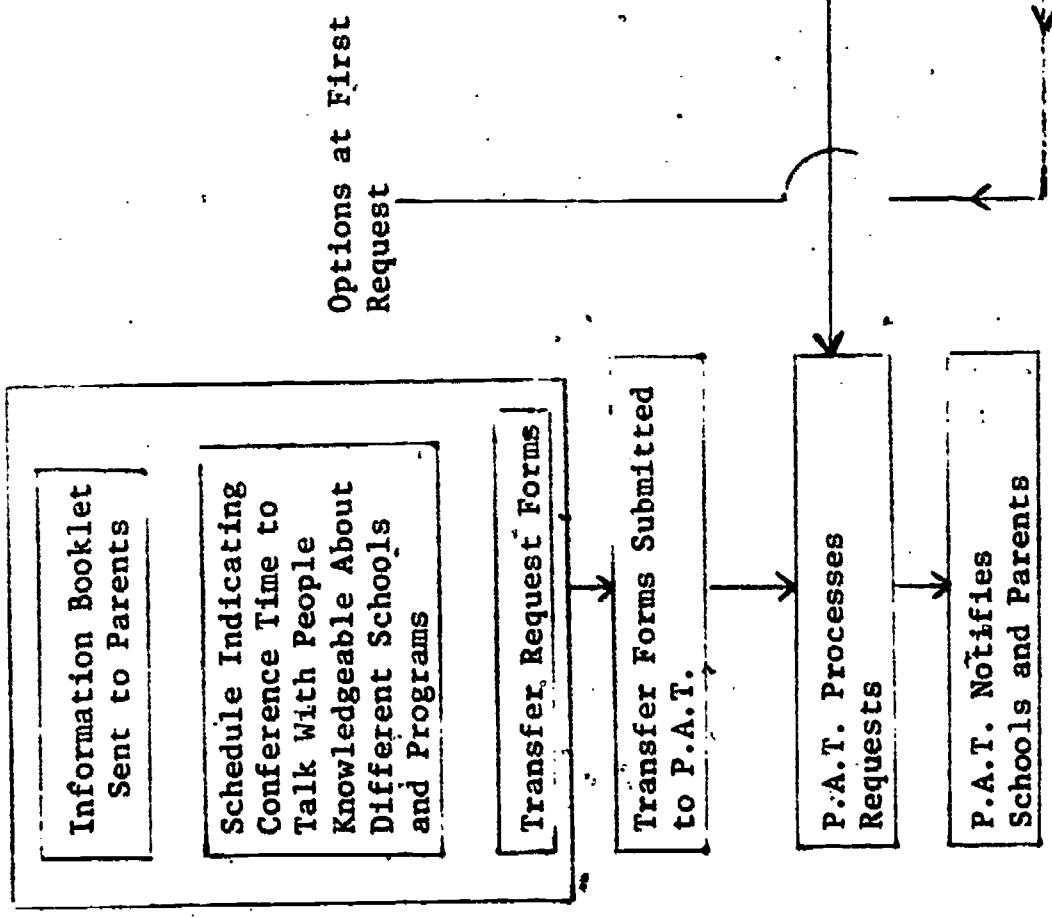 Information Booklet
Sent to Parents
Schedule Indicating
Conference Time to
Talk With People
Knowledgeable About
Different Schools
and Programs
Transfer Request Forms
Transfer Forms Submitted
to P.A.T.
P.A.T. Processes
Requests
P.A.T. Notifies
Schools and Parents
Options at First
Request